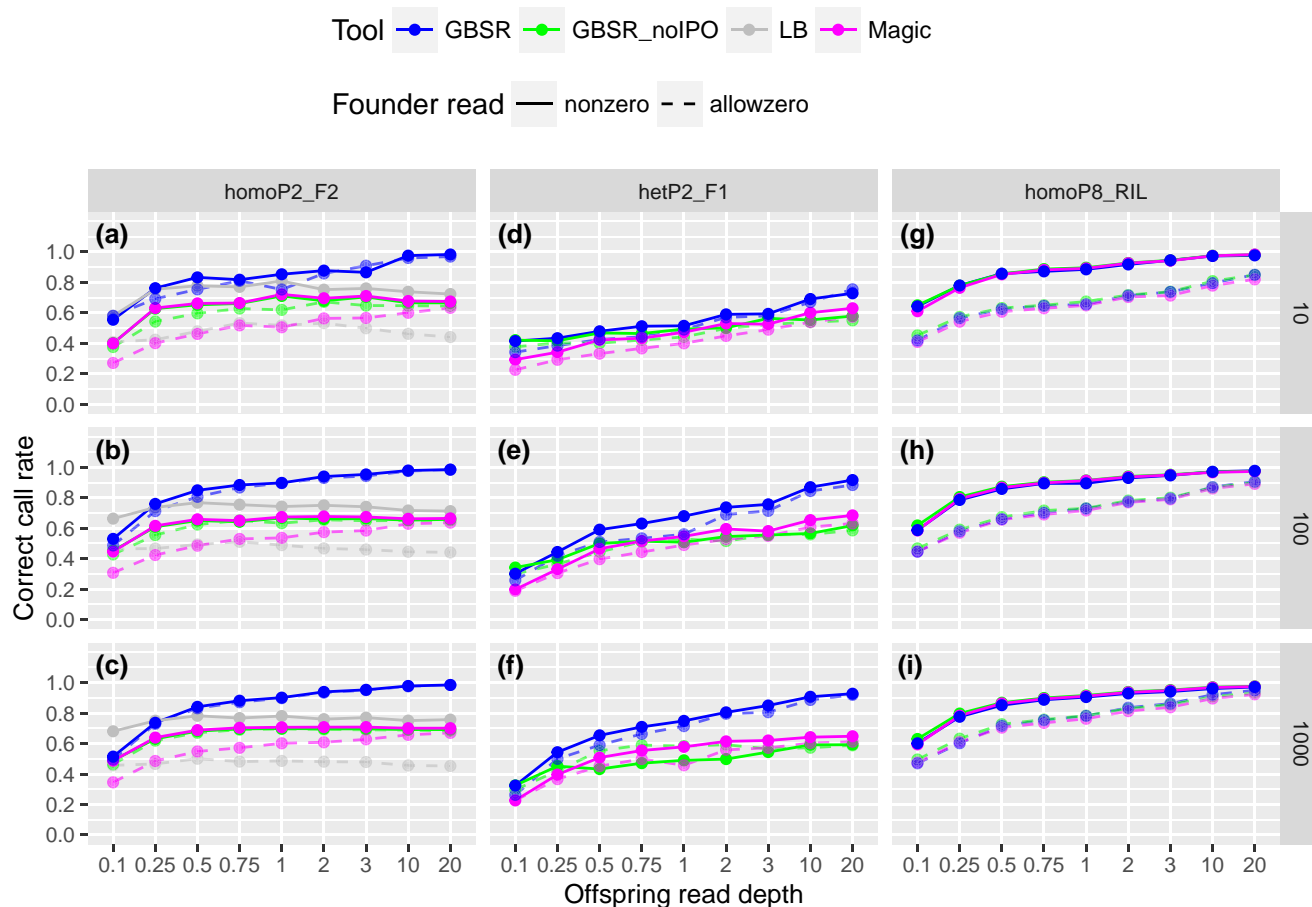 Tool GBSR GBSR_noIPO LB Magic
Founder read nonzero allowzero
homoP2_F2 hetP2_F1 homoP8_RIL
(a) (d) (g)
1.0
0.8
0.6
0.4
0.2
0.0
10
(b) (e) (h)
1.0
0.8
0.6
0.4
0.2
0.0
100
Correct call rate
(c) (f) (i)
1.0
0.8
0.6
0.4
0.2
0.0
1000
0.1 0.25 0.5 0.75 1 2 3 10 20 0.1 0.25 0.5 0.75 1 2 3 10 20 0.1 0.25 0.5 0.75 1 2 3 10 20
Offspring read depth